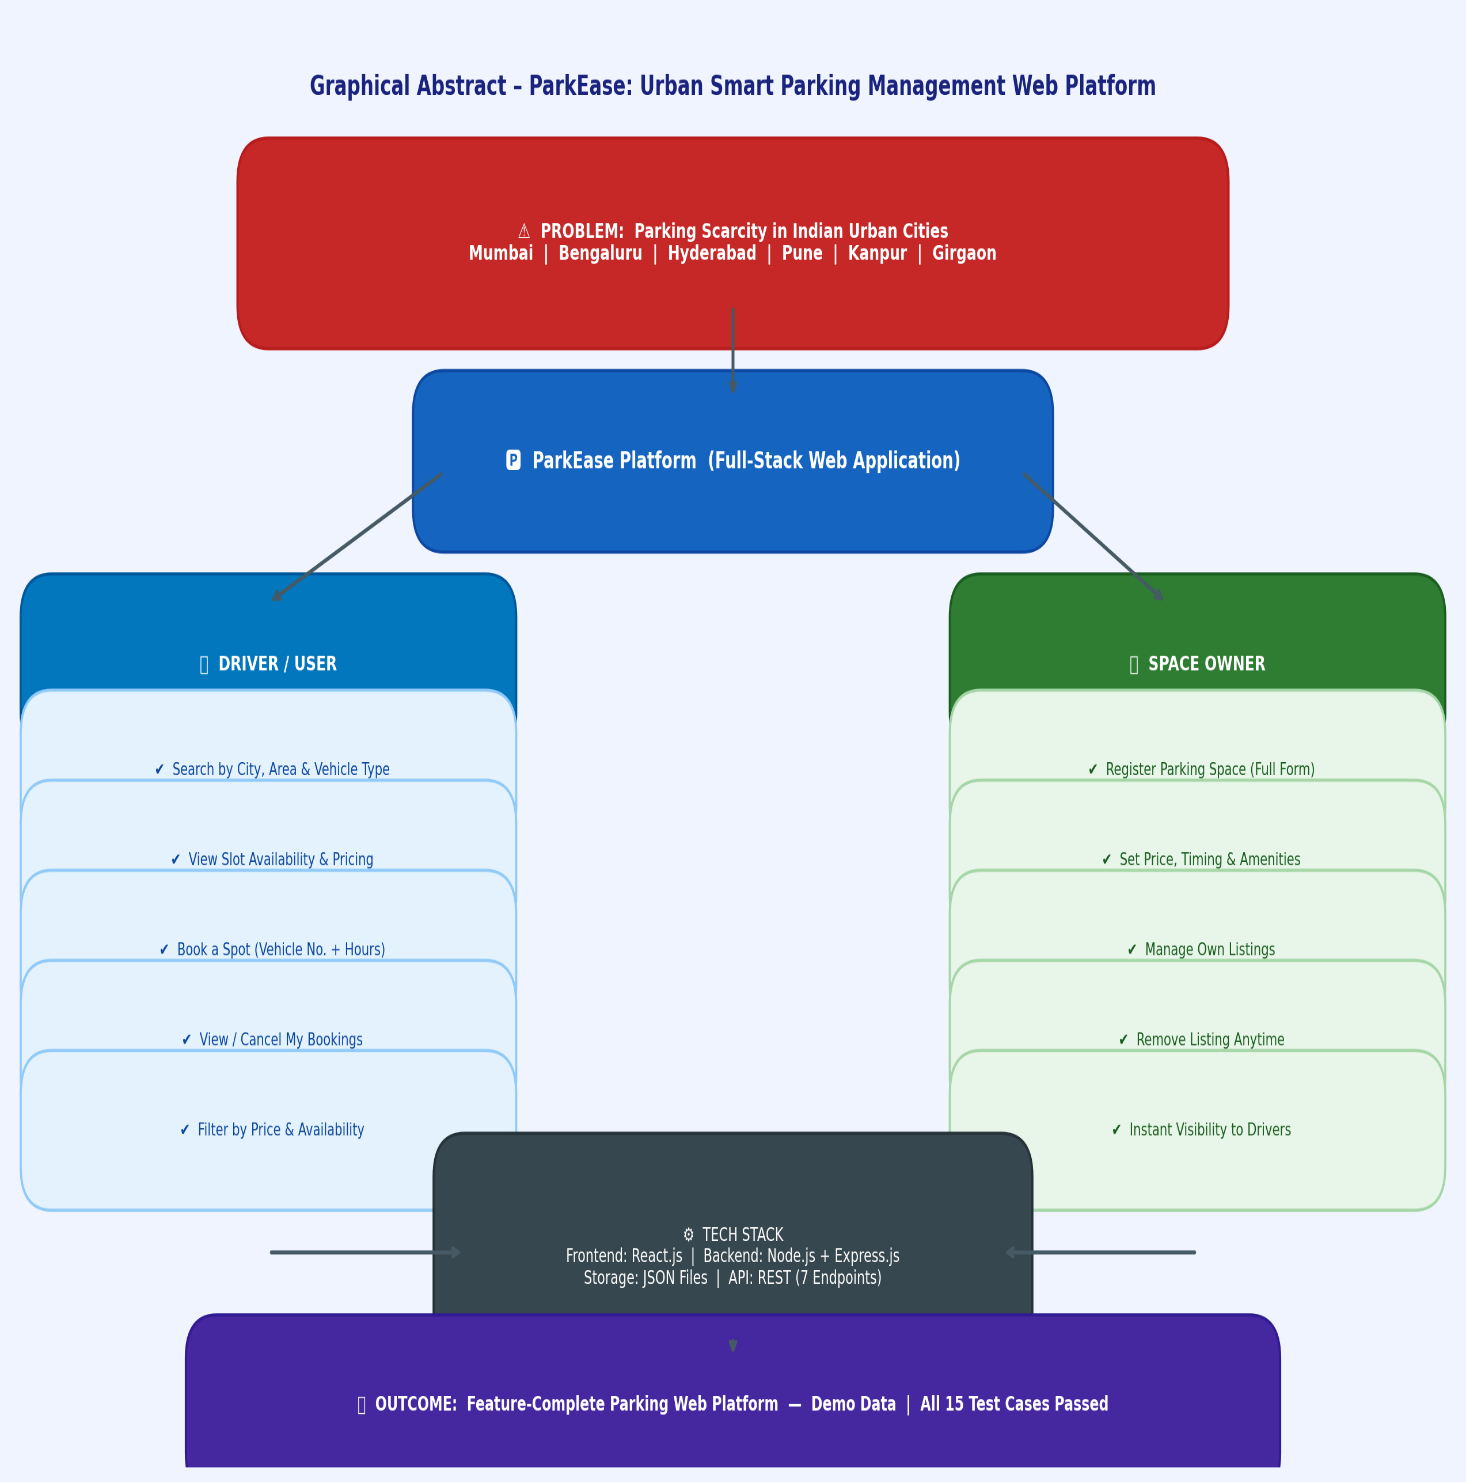 Graphical Abstract – ParkEase: Urban Smart Parking Management Web Platform
⚠ PROBLEM: Parking Scarcity in Indian Urban Cities
Mumbai | Bengaluru | Hyderabad | Pune | Kanpur | Girgaon
🅿 ParkEase Platform (Full-Stack Web Application)
DRIVER / USER
✔ Search by City, Area & Vehicle Type
✔ View Slot Availability & Pricing
✔ Book a Spot (Vehicle No. + Hours)
✔ View / Cancel My Bookings
✔ Filter by Price & Availability
SPACE OWNER
✔ Register Parking Space (Full Form)
✔ Set Price, Timing & Amenities
✔ Manage Own Listings
✔ Remove Listing Anytime
✔ Instant Visibility to Drivers
⚙ TECH STACK
Frontend: React.js | Backend: Node.js + Express.js
Storage: JSON Files | API: REST (7 Endpoints)
OUTCOME: Feature-Complete Parking Web Platform — Demo Data | All 15 Test Cases Passed